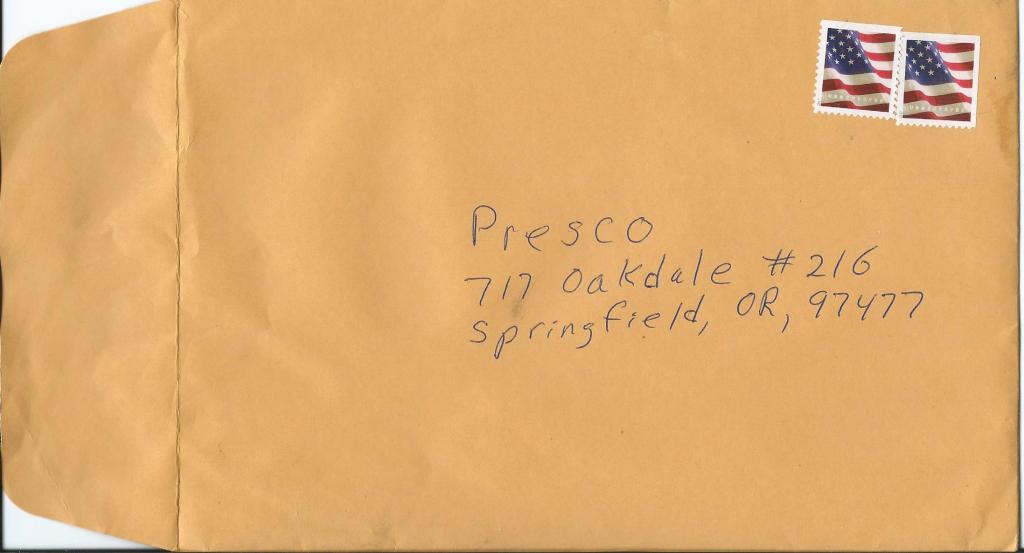 Presco
717 Oakdale #216
Springfield, OR, 97477